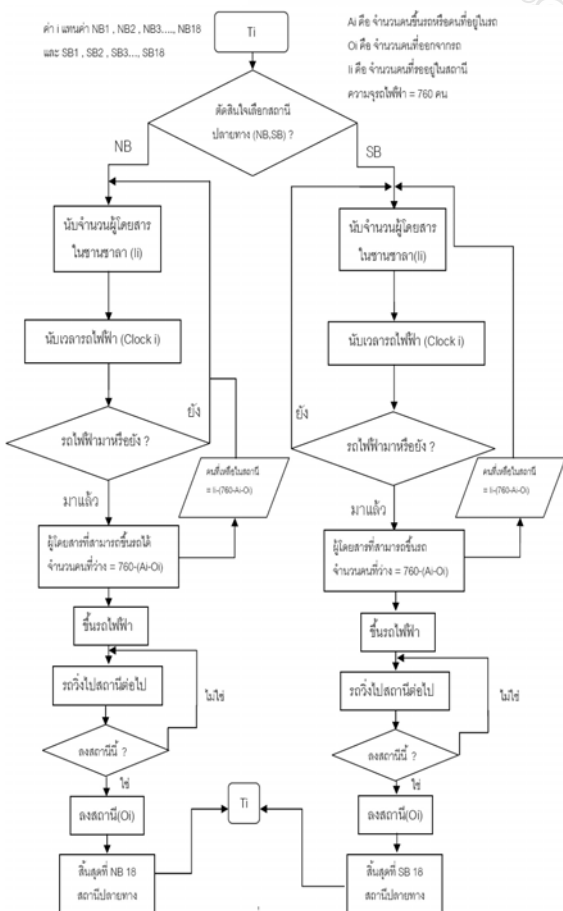 ค่า i แทนค่า NB1 , NB2 , NB3...., NB18
และ SB1 , SB2 , SB3..., SB18
Ti
Ai คือ จำนวนคนขึ้นรถหรือคนที่อยู่ในรถ
Oi คือ จำนวนคนที่ออกจากรถ
Ii คือ จำนวนคนที่รออยู่ในสถานี
ความจุรถไฟฟ้า = 760 คน
ตัดสินใจเลือกสถานี
ปลายทาง (NB,SB) ?
NB
SB
นับจำนวนผู้โดยสาร
ในชานชาลา (Ii)
นับเวลารถไฟฟ้า (Clock i)
ยัง
รถไฟฟ้ามาหรือยัง ?
คนที่เหลือในสถานี
= Ii-(760-Ai-Oi)
มาแล้ว
ผู้โดยสารที่สามารถขึ้นรถได้
จำนวนคนที่ว่าง = 760-(Ai-Oi)
ขึ้นรถไฟฟ้า
รถวิ่งไปสถานีต่อไป
ไม่ใช่
ลงสถานีนี้ ?
ใช่
ลงสถานี(Oi)
สิ้นสุดที่ NB 18
สถานีปลายทาง
นับจำนวนผู้โดยสาร
ในชานชาลา(Ii)
นับเวลารถไฟฟ้า (Clock i)
ยัง
รถไฟฟ้ามาหรือยัง ?
คนที่เหลือในสถานี
= Ii-(760-Ai-Oi)
มาแล้ว
ผู้โดยสารที่สามารถขึ้นรถ
จำนวนคนที่ว่าง = 760-(Ai-Oi)
ขึ้นรถไฟฟ้า
รถวิ่งไปสถานีต่อไป
ไม่ใช่
ลงสถานีนี้ ?
ใช่
ลงสถานี(Oi)
สิ้นสุดที่ SB 18
สถานีปลายทาง
Ti